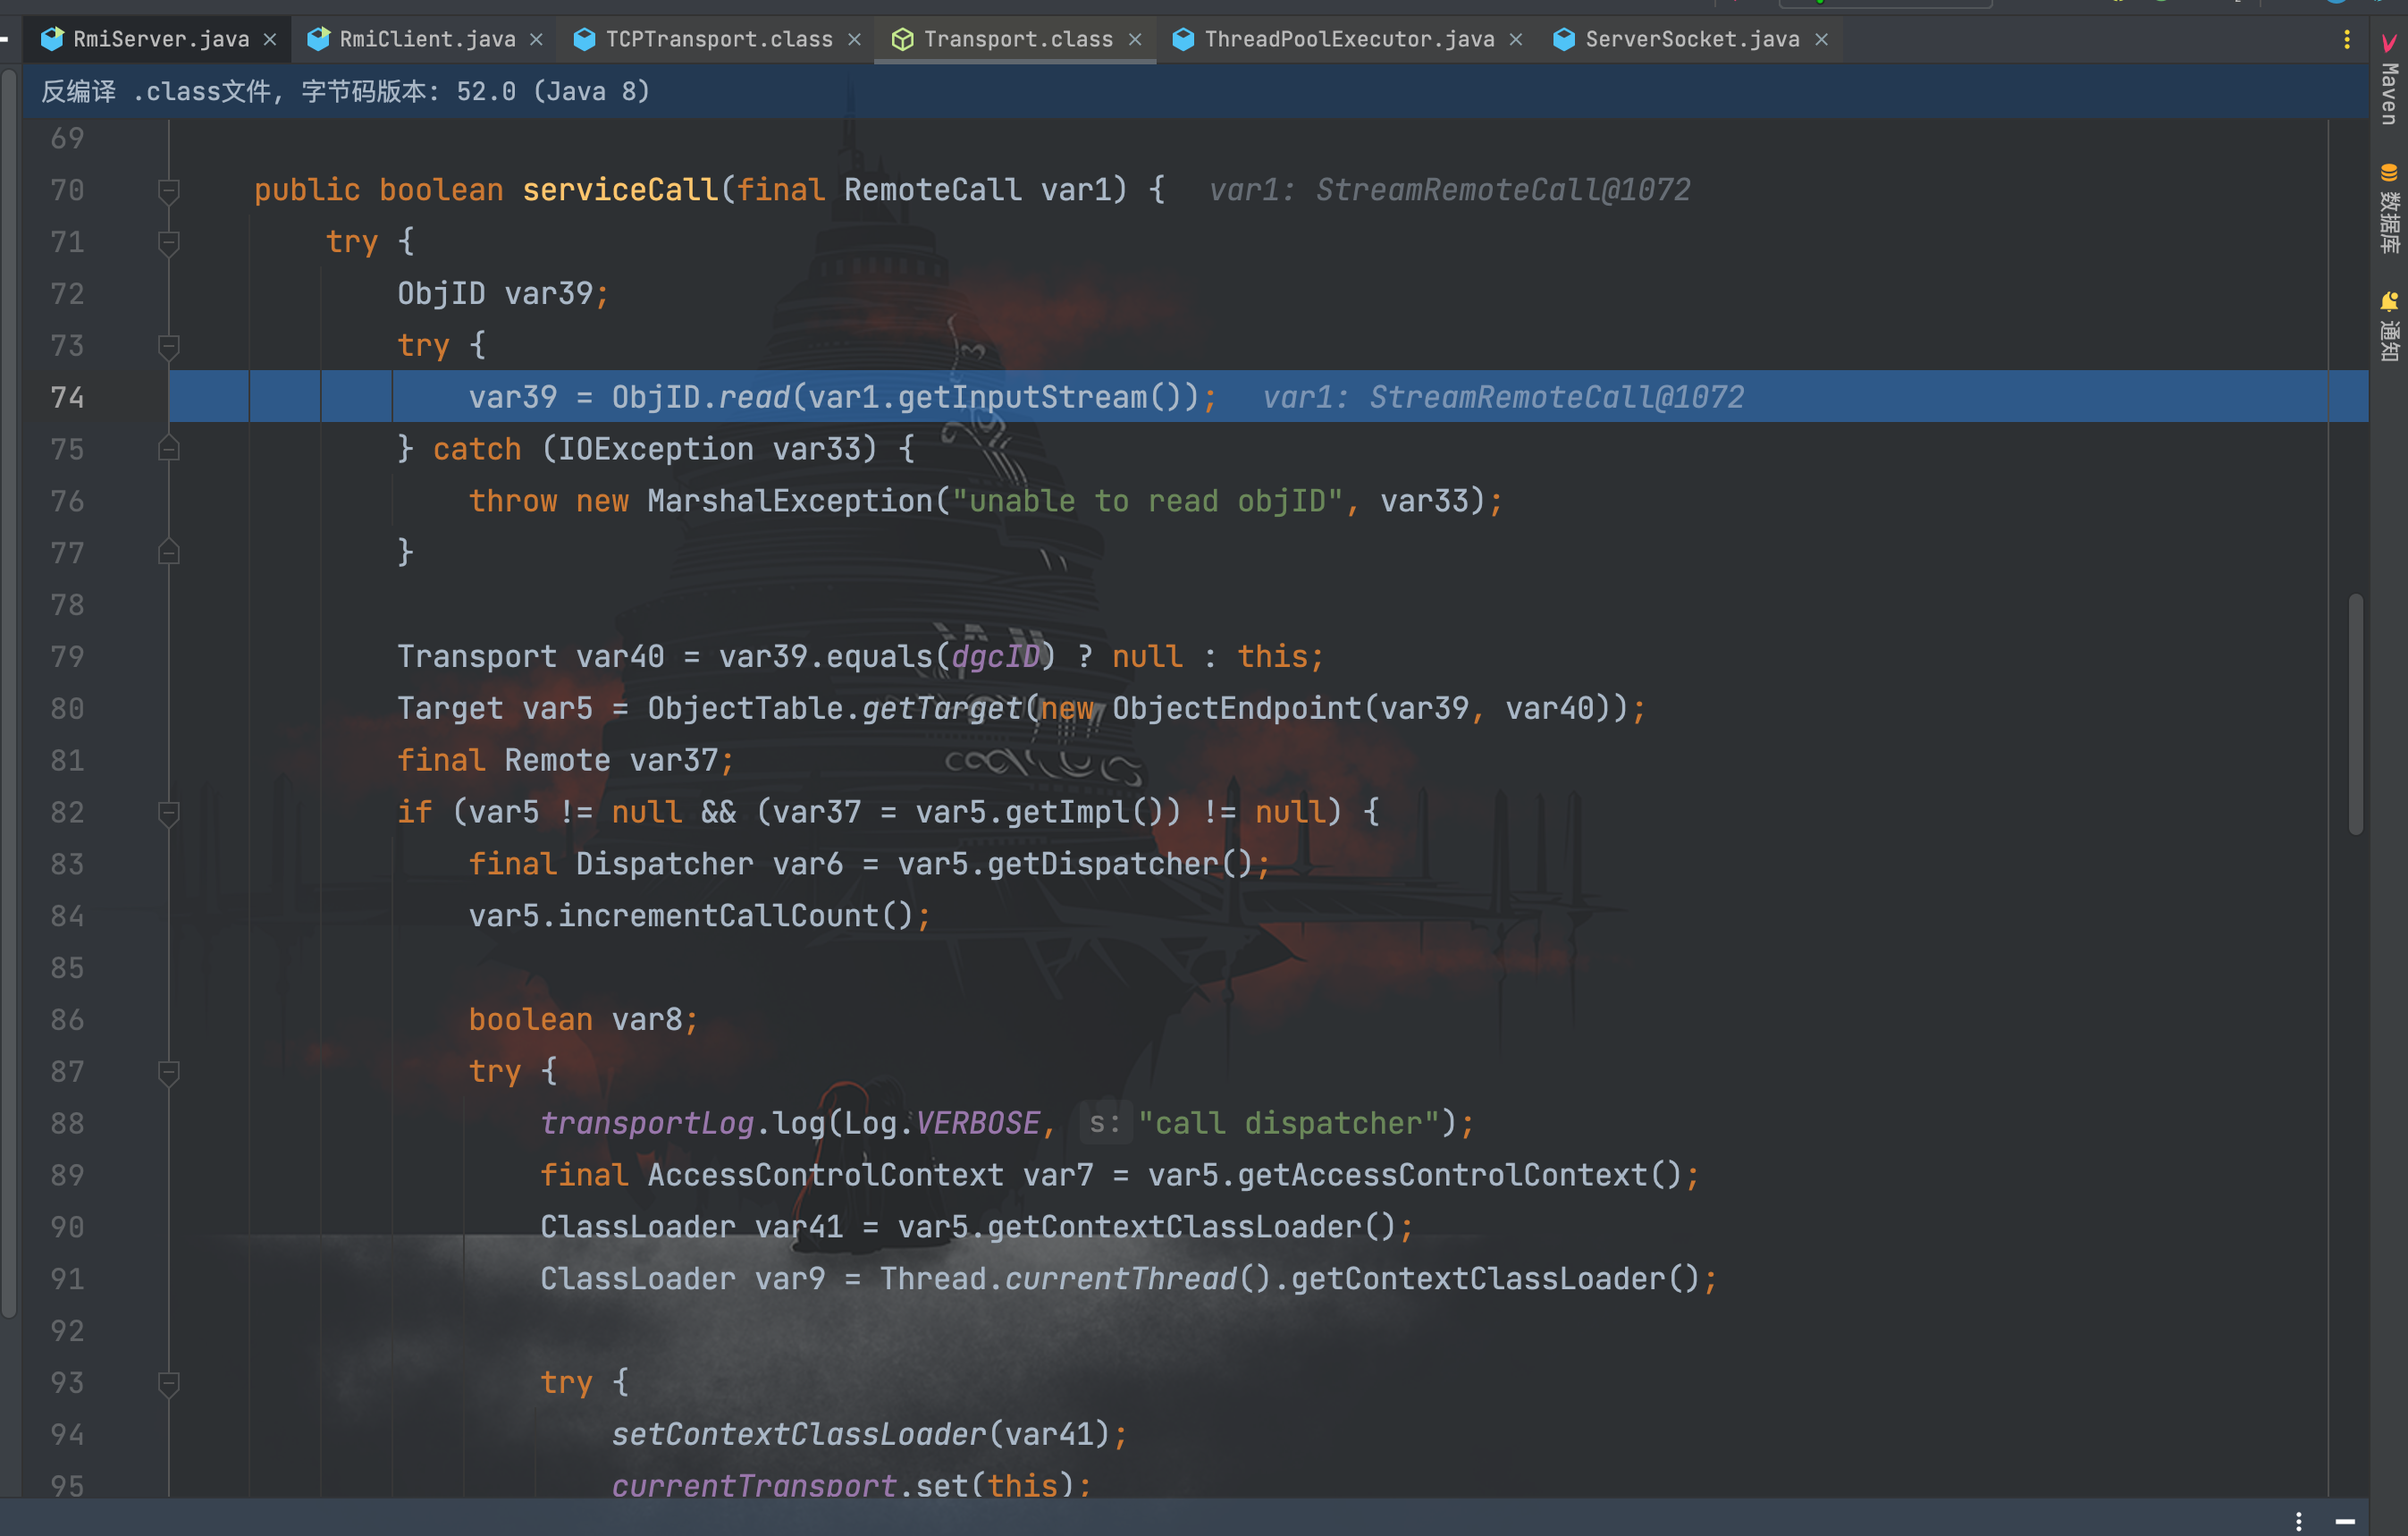 RmiServer.java RmiClient.java TCPTransport.class Transport.class ThreadPoolExecutor.java ServerSocket.java
反编译 .class文件, 字节码版本: 52.0 (Java 8)
69
70 public boolean serviceCall(final RemoteCall var1) { var1: StreamRemoteCall@1072
71 try {
72 ObjID var39;
73 try {
74 var39 = ObjID.read(var1.getInputStream()); var1: StreamRemoteCall@1072
75 } catch (IOException var33) {
76 throw new MarshalException("unable to read objID", var33);
77 }
78
79 Transport var40 = var39.equals(dgcID) ? null : this;
80 Target var5 = ObjectTable.getTarget(new ObjectEndpoint(var39, var40));
81 final Remote var37;
82 if (var5 != null && (var37 = var5.getImpl()) != null) {
83 final Dispatcher var6 = var5.getDispatcher();
84 var5.incrementCallCount();
85
86 boolean var8;
87 try {
88 transportLog.log(Log.VERBOSE, s: "call dispatcher");
89 final AccessControlContext var7 = var5.getAccessControlContext();
90 ClassLoader var41 = var5.getContextClassLoader();
91 ClassLoader var9 = Thread.currentThread().getContextClassLoader();
92
93 try {
94 setContextClassLoader(var41);
95 currentTransport.set(this);
Maven
数据库
通知